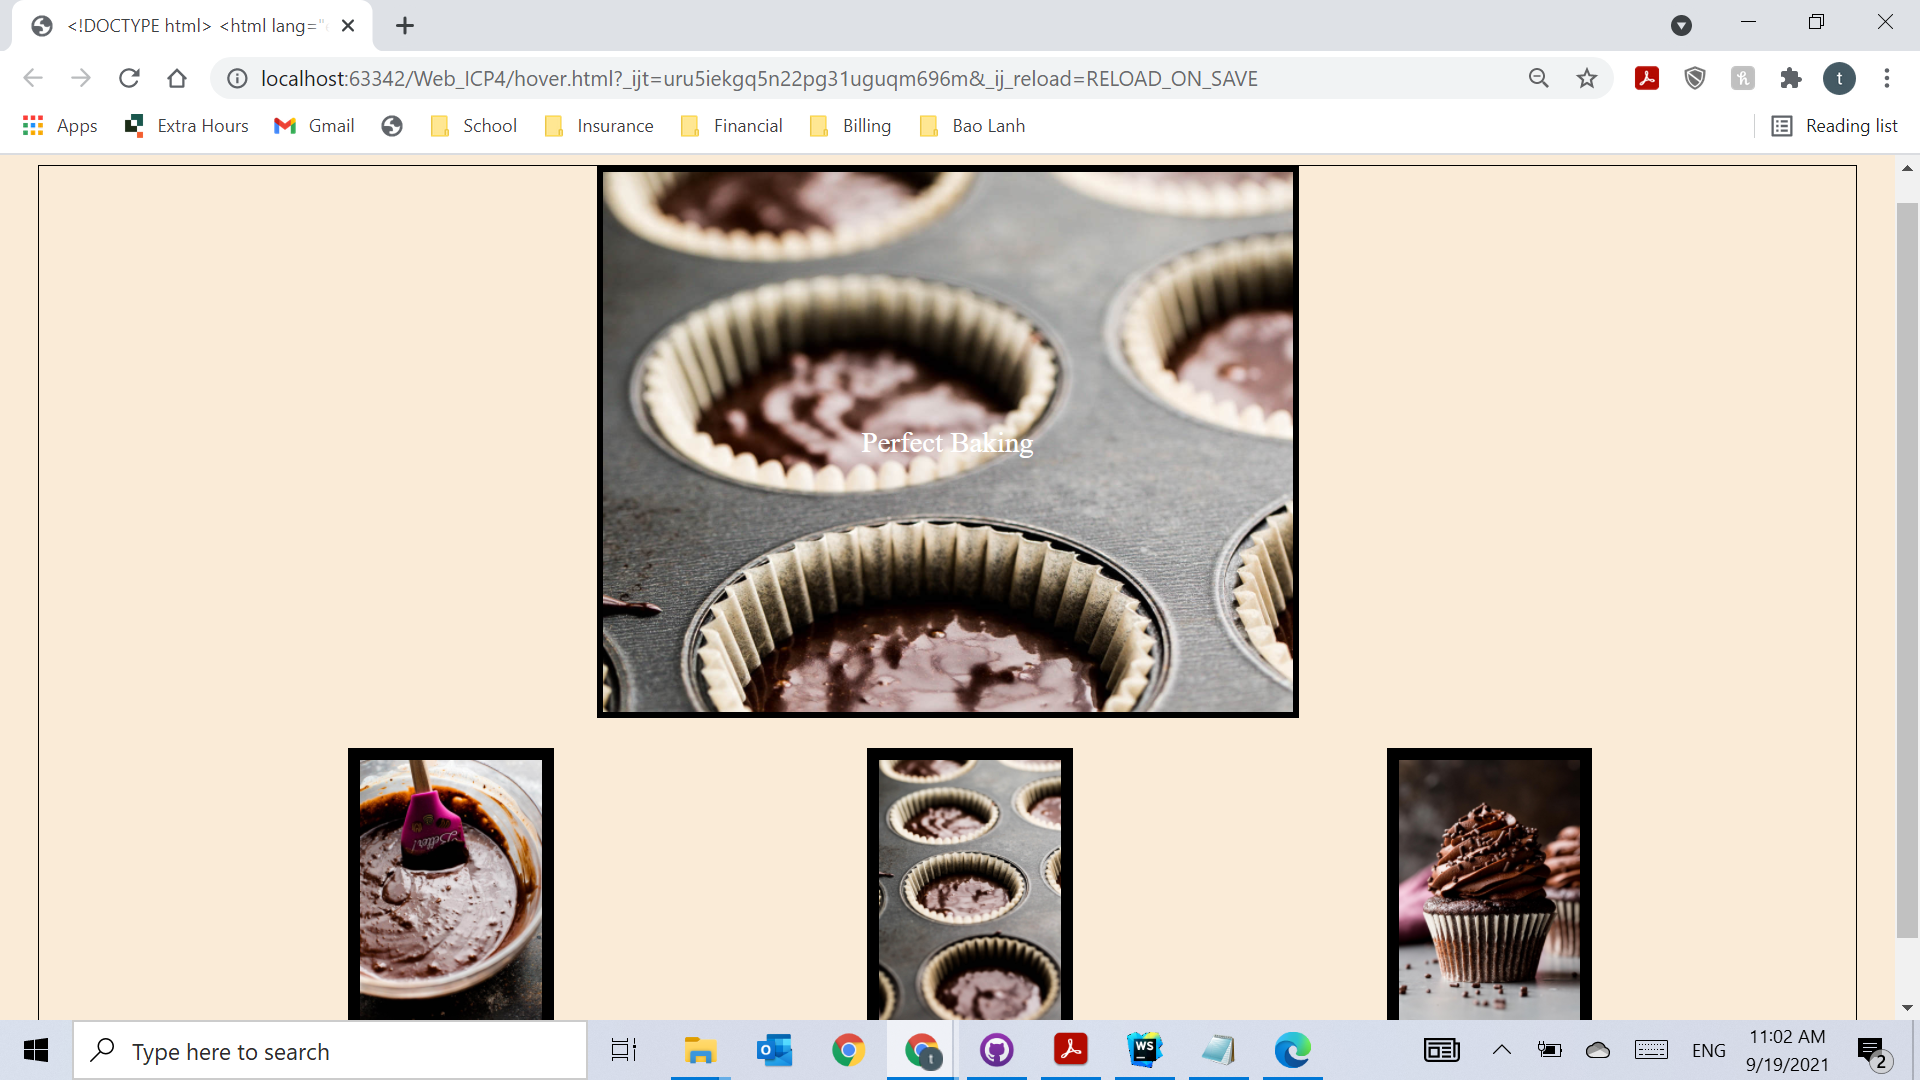 <!DOCTYPE html> <html lang="
localhost:63342/Web_ICP4/hover.html?_ijt=uru5iekgq5n22pg31uguqm696m&_ij_reload=RELOAD_ON_SAVE
t
Apps
Extra Hours
Gmail
School
Insurance
Financial
Billing
Bao Lanh
Reading list
Perfect Baking
Better!
Type here to search
t
WS
ENG
11:02 AM
9/19/2021
2